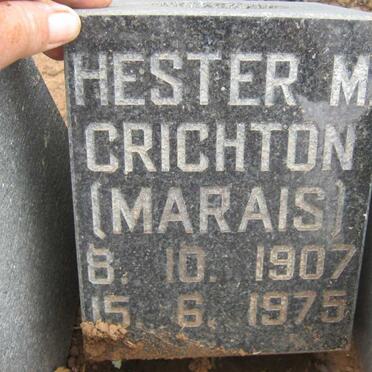 HESTER M
CRICHTON
(MARAIS)
8. 10. 1907
15. 6. 1975